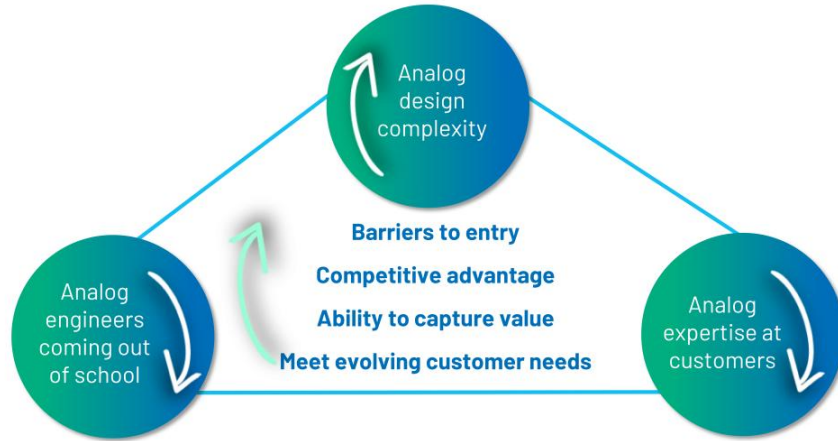 Analog
design
complexity
Barriers to entry
Competitive advantage
Ability to capture value
Meet evolving customer needs
Analog
engineers
coming out
of school
Analog
expertise at
customers